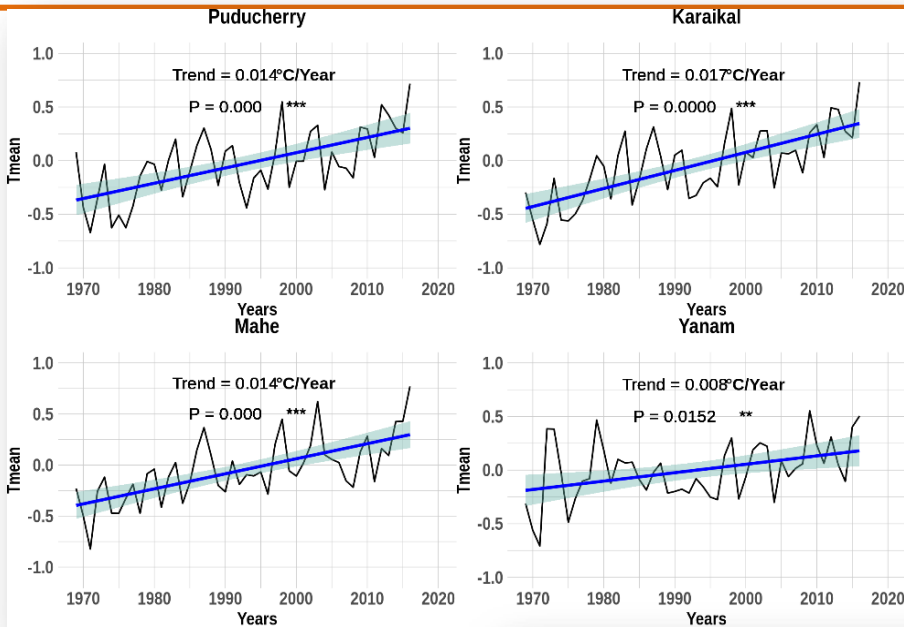 Puducherry
Trend = 0.014°C/Year
P = 0.000 ***
Tmean
1.0
0.5
0.0
-0.5
-1.0
1970 1980 1990 2000 2010 2020
Years
Karaikal
Trend = 0.017°C/Year
P = 0.0000 ***
Tmean
1.0
0.5
0.0
-0.5
-1.0
1970 1980 1990 2000 2010 2020
Years
Mahe
Trend = 0.014°C/Year
P = 0.000 ***
Tmean
1.0
0.5
0.0
-0.5
-1.0
1970 1980 1990 2000 2010 2020
Years
Yanam
Trend = 0.008°C/Year
P = 0.0152 **
Tmean
1.0
0.5
0.0
-0.5
-1.0
1970 1980 1990 2000 2010 2020
Years